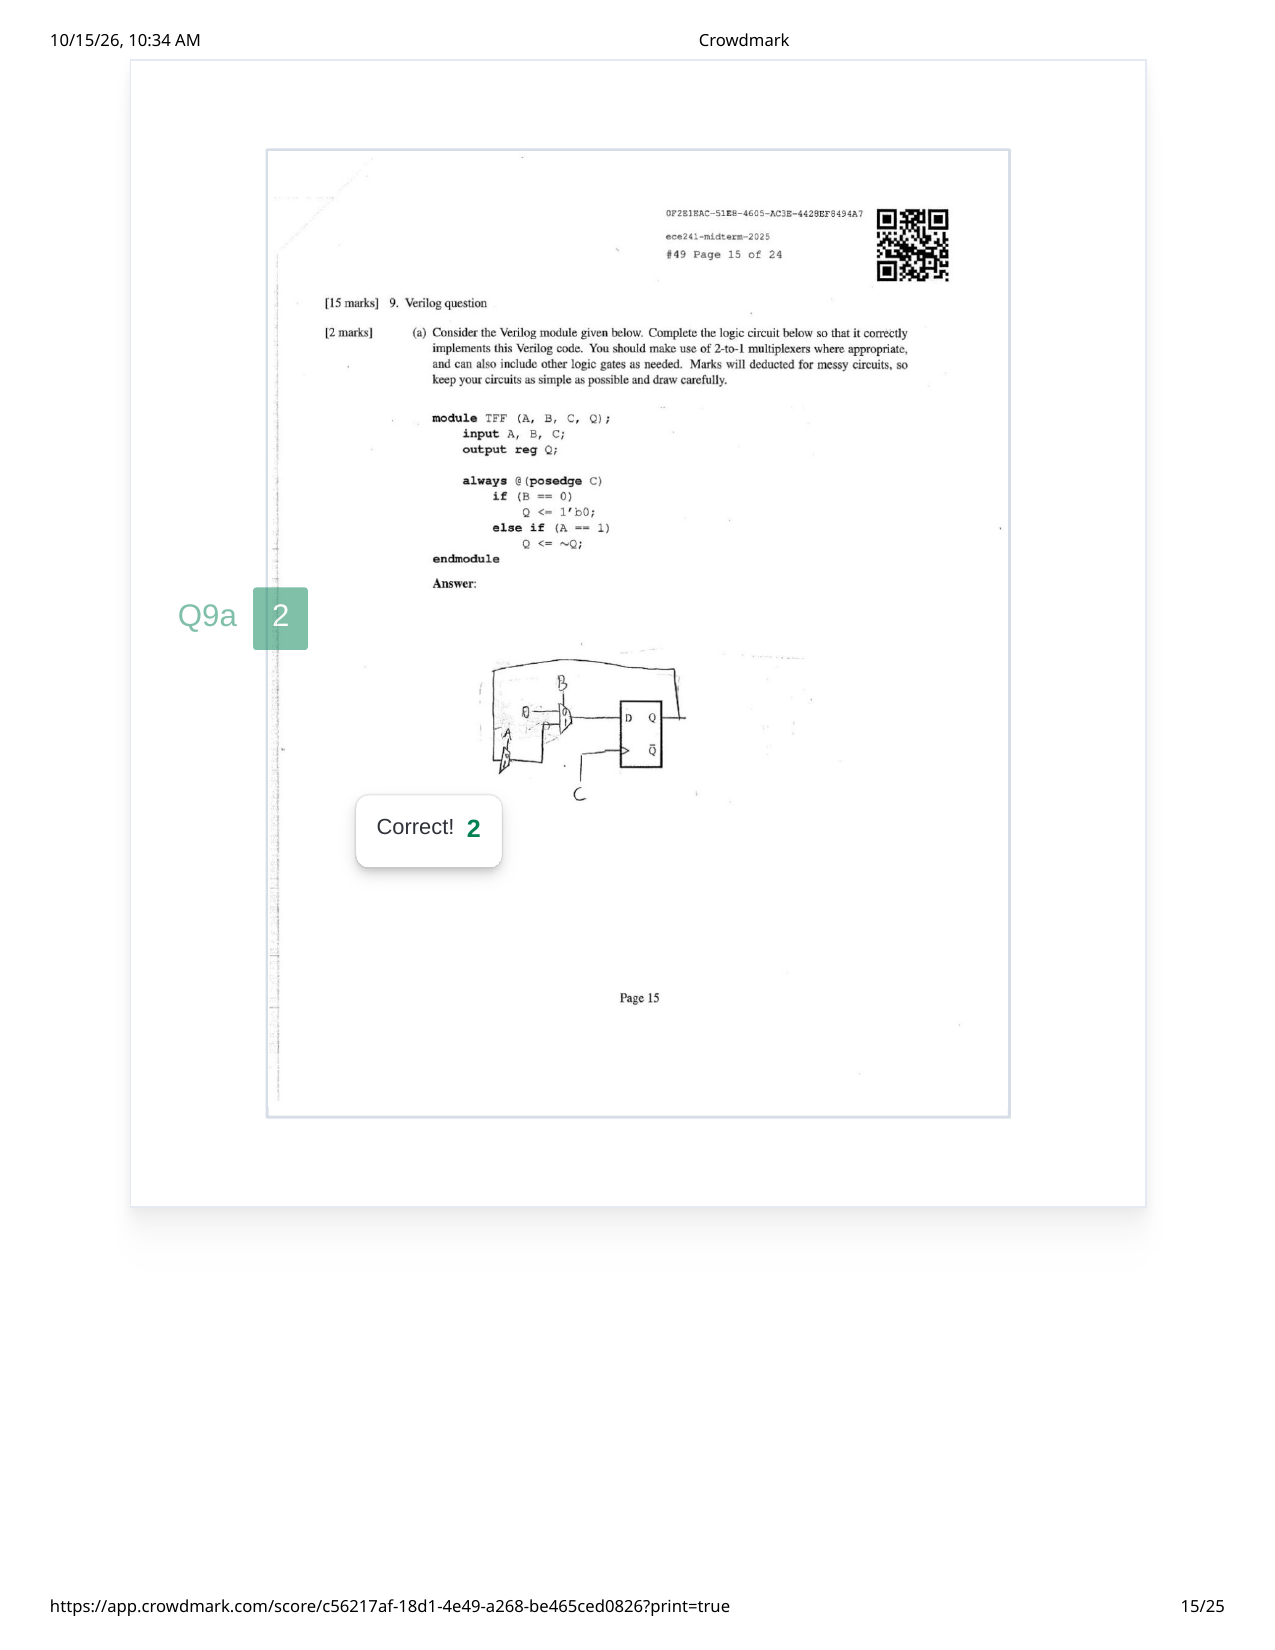 10/15/26, 10:34 AM
Crowdmark
0F2E1EAC-51E8-4605-AC3E-4428EF8494A7
ece241-midterm-2025
#49 Page 15 of 24
[15 marks] 9. Verilog question
[2 marks] (a) Consider the Verilog module given below. Complete the logic circuit below so that it correctly
implements this Verilog code. You should make use of 2-to-1 multiplexers where appropriate,
and can also include other logic gates as needed. Marks will deducted for messy circuits, so
keep your circuits as simple as possible and draw carefully.
module TFF (A, B, C, Q);
input A, B, C;
output reg Q;
always @(posedge C)
if (B == 0)
Q <= 1'b0;
else if (A == 1)
Q <= ~Q;
endmodule
Answer:
Q9a 2
B
0 0
1
D Q
A
Q̅
C
Correct! 2
Page 15
https://app.crowdmark.com/score/c56217af-18d1-4e49-a268-be465ced0826?print=true
15/25